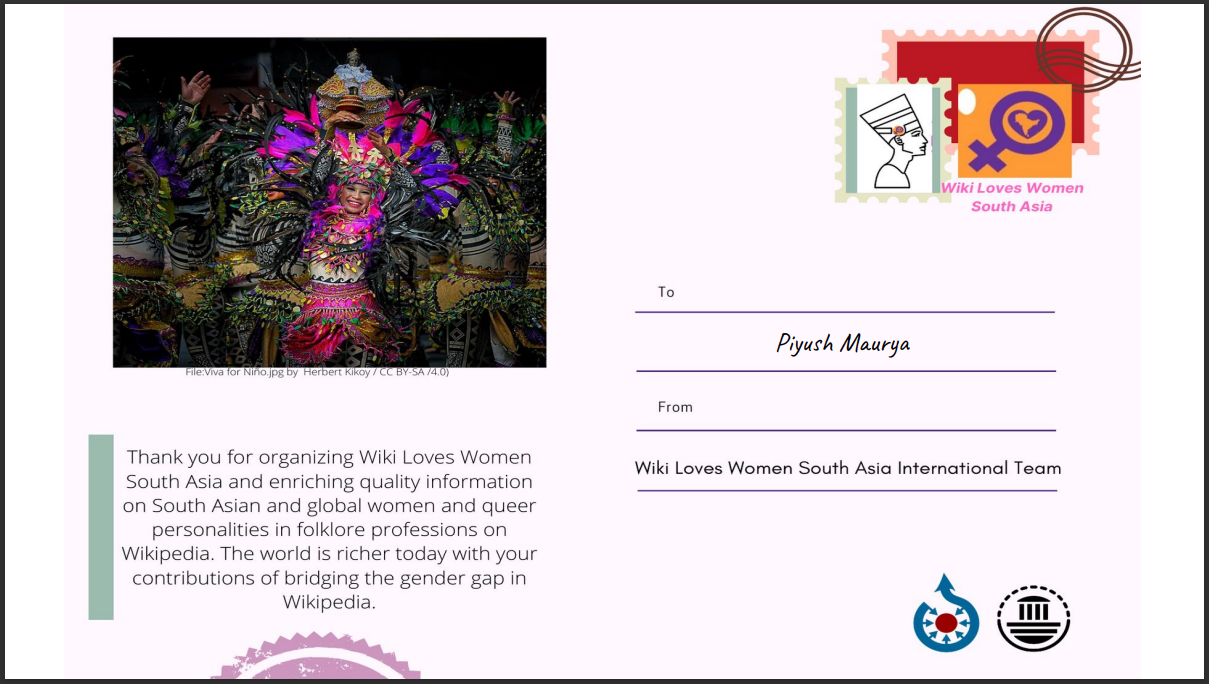 File:Viva for Niño.jpg by Herbert Kikoy / CC BY-SA /4.0)
Thank you for organizing Wiki Loves Women
South Asia and enriching quality information
on South Asian and global women and queer
personalities in folklore professions on
Wikipedia. The world is richer today with your
contributions of bridging the gender gap in
Wikipedia.
Wiki Loves Women
South Asia
To
Piyush Maurya
From
Wiki Loves Women South Asia International Team